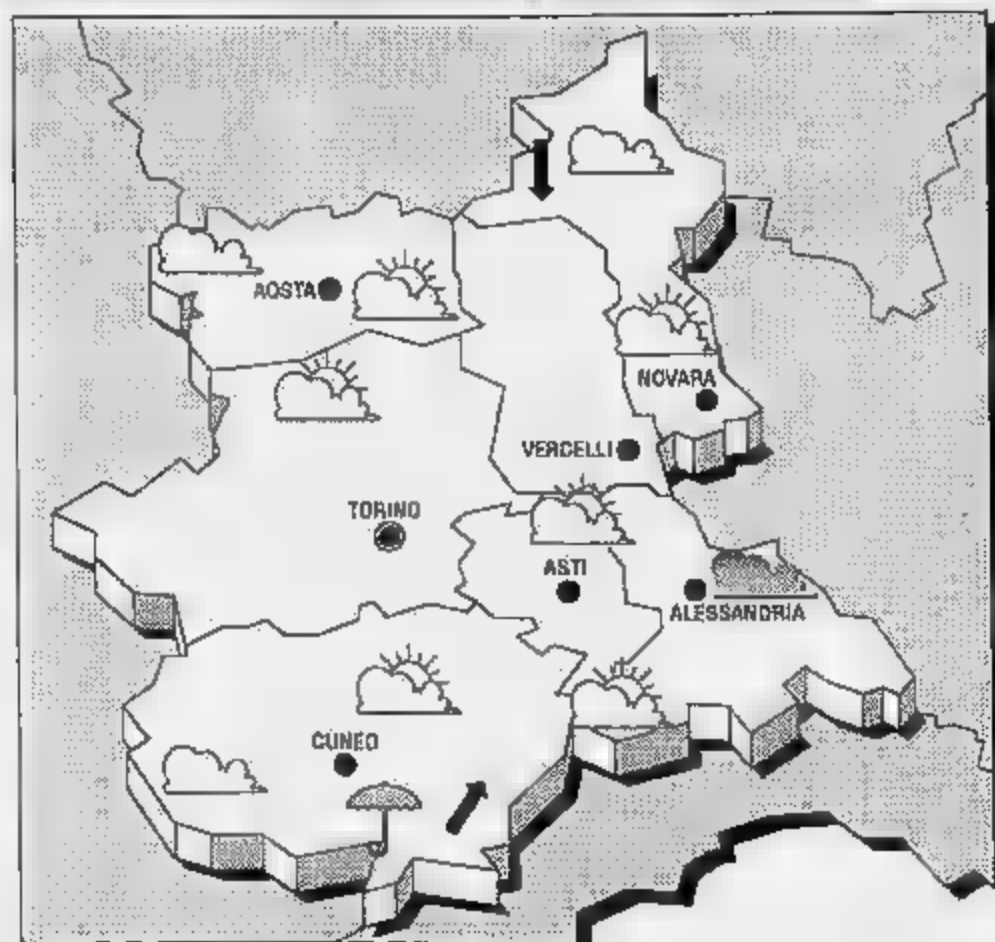 AOSTA
NOVARA
VERCELLI
TORINO
ASTI
ALESSANDRIA
CUNEO